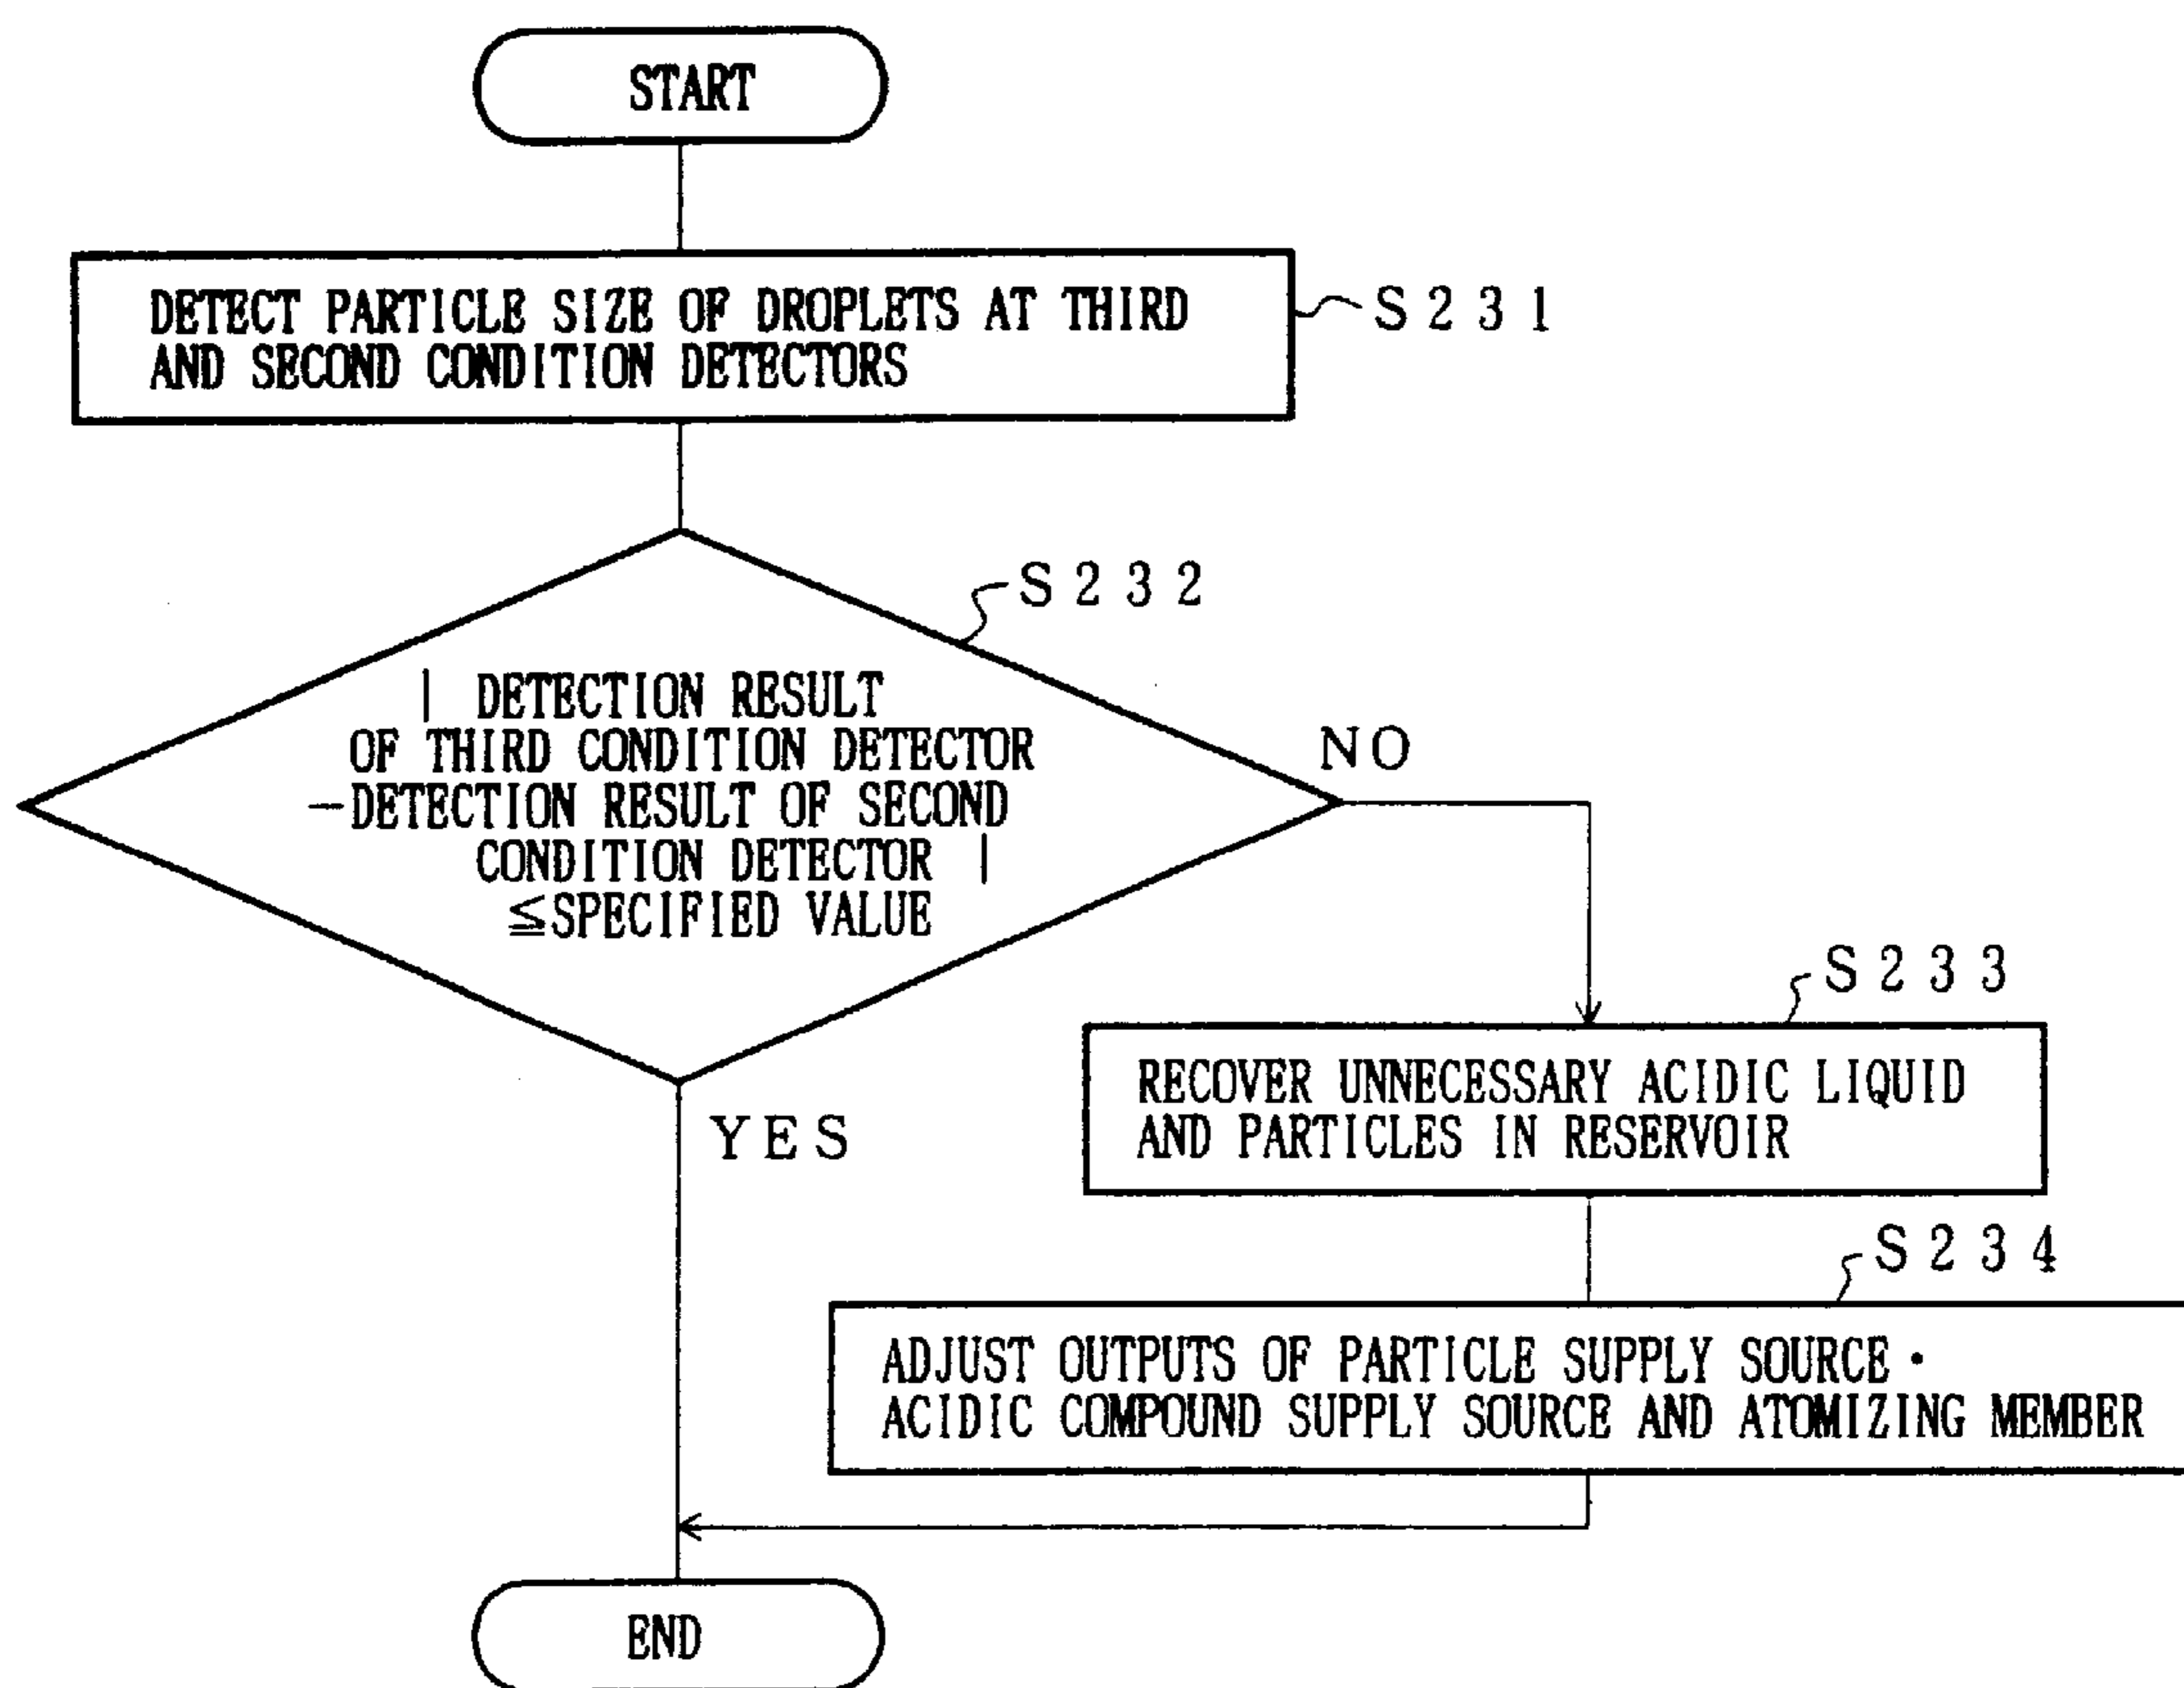 START
DETECT PARTICLE SIZE OF DROPLETS AT THIRD
AND SECOND CONDITION DETECTORS
S231
S232
| DETECTION RESULT
OF THIRD CONDITION DETECTOR
−DETECTION RESULT OF SECOND
CONDITION DETECTOR |
≦SPECIFIED VALUE
NO
YES
S233
RECOVER UNNECESSARY ACIDIC LIQUID
AND PARTICLES IN RESERVOIR
S234
ADJUST OUTPUTS OF PARTICLE SUPPLY SOURCE・
ACIDIC COMPOUND SUPPLY SOURCE AND ATOMIZING MEMBER
END